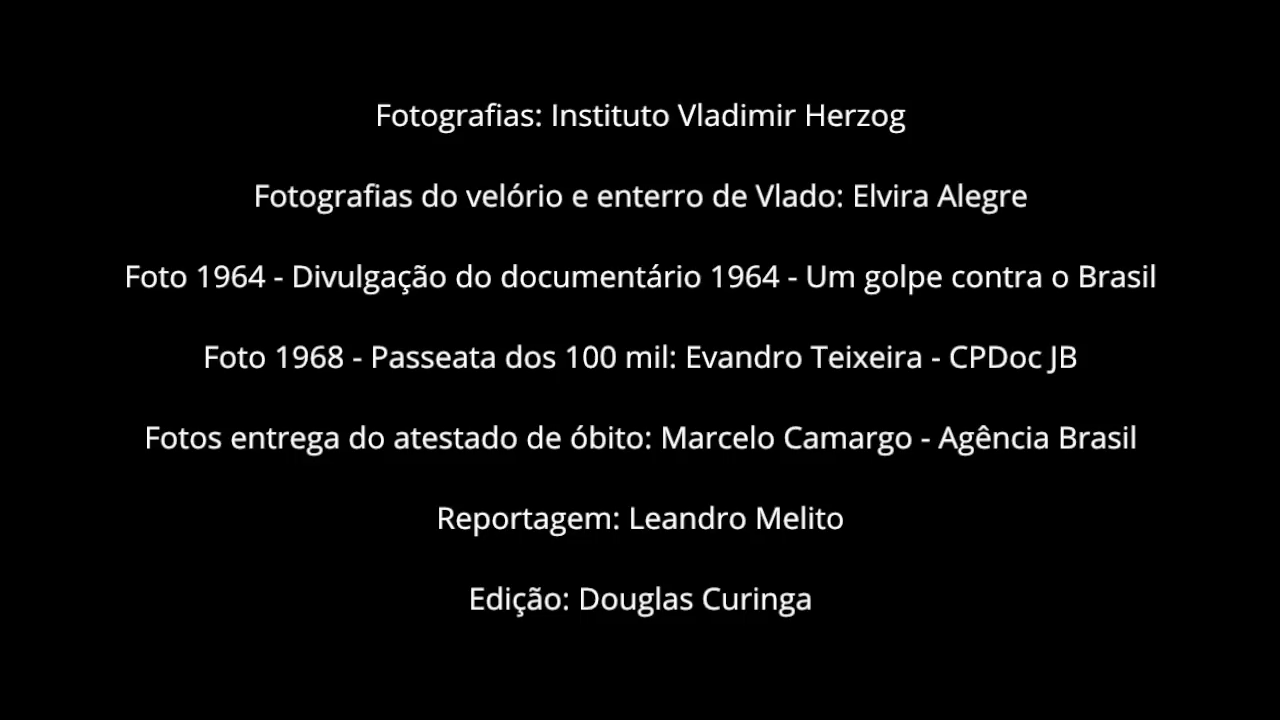 Fotografias: Instituto Vladimir Herzog
Fotografias do velório e enterro de Vlado: Elvira Alegre
Foto 1964 - Divulgação do documentário 1964 - Um golpe contra o Brasil
Foto 1968 - Passeata dos 100 mil: Evandro Teixeira - CPDoc JB
Fotos entrega do atestado de óbito: Marcelo Camargo - Agência Brasil
Reportagem: Leandro Melito
Edição: Douglas Curinga